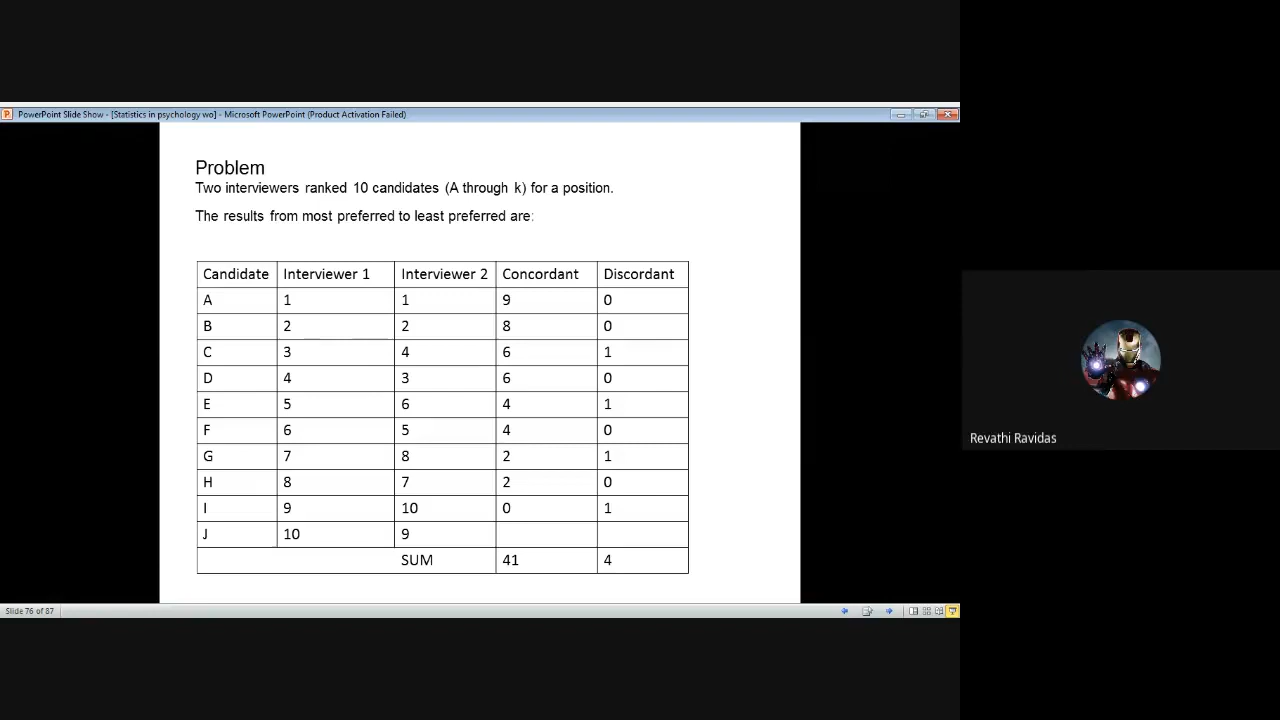 PowerPoint Slide Show - [Statistics in psychology wo] - Microsoft PowerPoint (Product Activation Failed)
Problem
Two interviewers ranked 10 candidates (A through k) for a position.
The results from most preferred to least preferred are:
Candidate Interviewer 1 Interviewer 2 Concordant Discordant
A 1 1 9 0
B 2 2 8 0
C 3 4 6 1
D 4 3 6 0
E 5 6 4 1
F 6 5 4 0
G 7 8 2 1
H 8 7 2 0
I 9 10 0 1
J 10 9
SUM 41 4
Revathi Ravidas
Slide 76 of 87